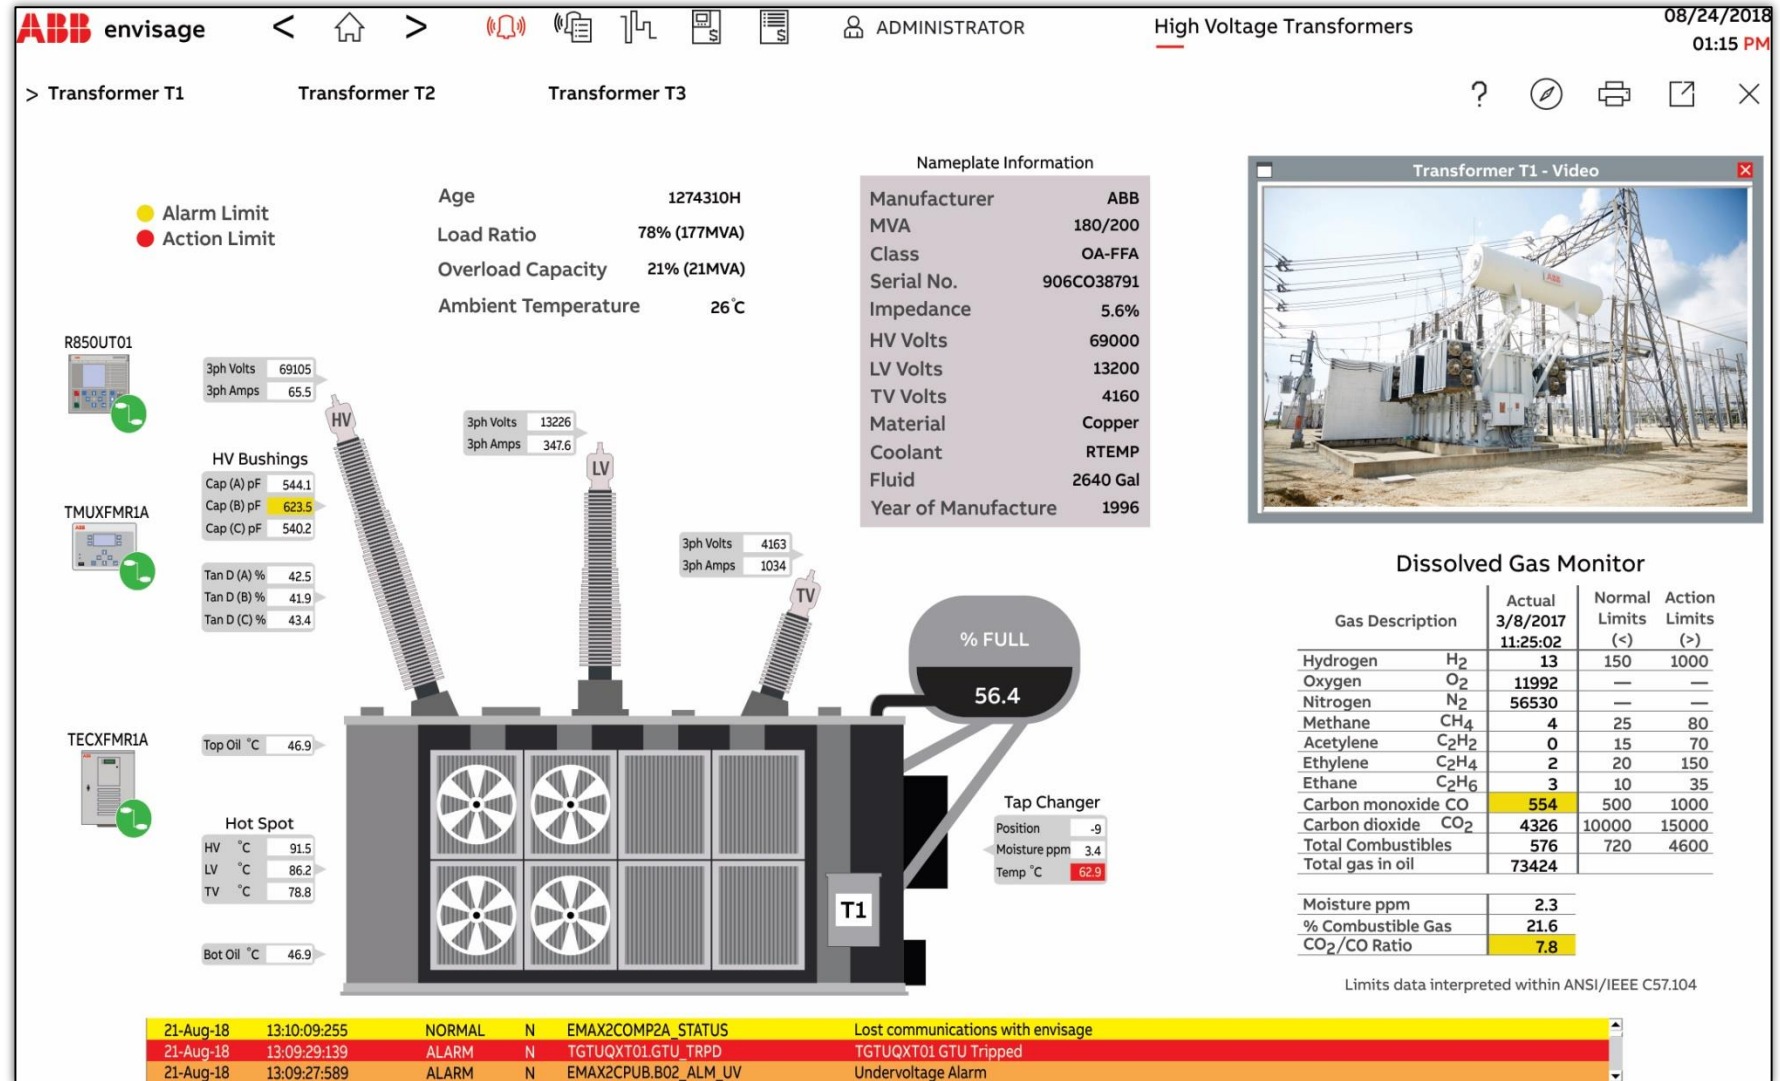 ABB envisage
ADMINISTRATOR
High Voltage Transformers
08/24/2018
01:15 PM
> Transformer T1 Transformer T2 Transformer T3
?
Alarm Limit
Action Limit
Age 1274310H
Load Ratio 78% (177MVA)
Overload Capacity 21% (21MVA)
Ambient Temperature 26°C
Nameplate Information
Manufacturer ABB
MVA 180/200
Class OA-FFA
Serial No. 906CO38791
Impedance 5.6%
HV Volts 69000
LV Volts 13200
TV Volts 4160
Material Copper
Coolant RTEMP
Fluid 2640 Gal
Year of Manufacture 1996
Transformer T1 - Video
ABB
R850UT01
TMUXFMR1A
TECXFMR1A
3ph Volts 69105
3ph Amps 65.5
HV
HV Bushings
Cap (A) pF 544.1
Cap (B) pF 623.5
Cap (C) pF 540.2
Tan D (A) % 42.5
Tan D (B) % 41.9
Tan D (C) % 43.4
3ph Volts 13226
3ph Amps 347.6
LV
3ph Volts 4163
3ph Amps 1034
TV
% FULL
56.4
Top Oil °C 46.9
Hot Spot
HV °C 91.5
LV °C 86.2
TV °C 78.8
Bot Oil °C 46.9
T1
Tap Changer
Position -9
Moisture ppm 3.4
Temp °C 62.9
Dissolved Gas Monitor
Gas Description Actual 3/8/2017 11:25:02 Normal Limits (<) Action Limits (>)
Hydrogen H2 13 150 1000
Oxygen O2 11992 — —
Nitrogen N2 56530 — —
Methane CH4 4 25 80
Acetylene C2H2 0 15 70
Ethylene C2H4 2 20 150
Ethane C2H6 3 10 35
Carbon monoxide CO 554 500 1000
Carbon dioxide CO2 4326 10000 15000
Total Combustibles 576 720 4600
Total gas in oil 73424
Moisture ppm 2.3
% Combustible Gas 21.6
CO2/CO Ratio 7.8
Limits data interpreted within ANSI/IEEE C57.104
21-Aug-18 13:10:09:255 NORMAL N EMAX2COMP2A_STATUS Lost communications with envisage
21-Aug-18 13:09:29:139 ALARM N TGTUQXT01.GTU_TRPD TGTUQXT01 GTU Tripped
21-Aug-18 13:09:27:589 ALARM N EMAX2CPUB.B02_ALM_UV Undervoltage Alarm